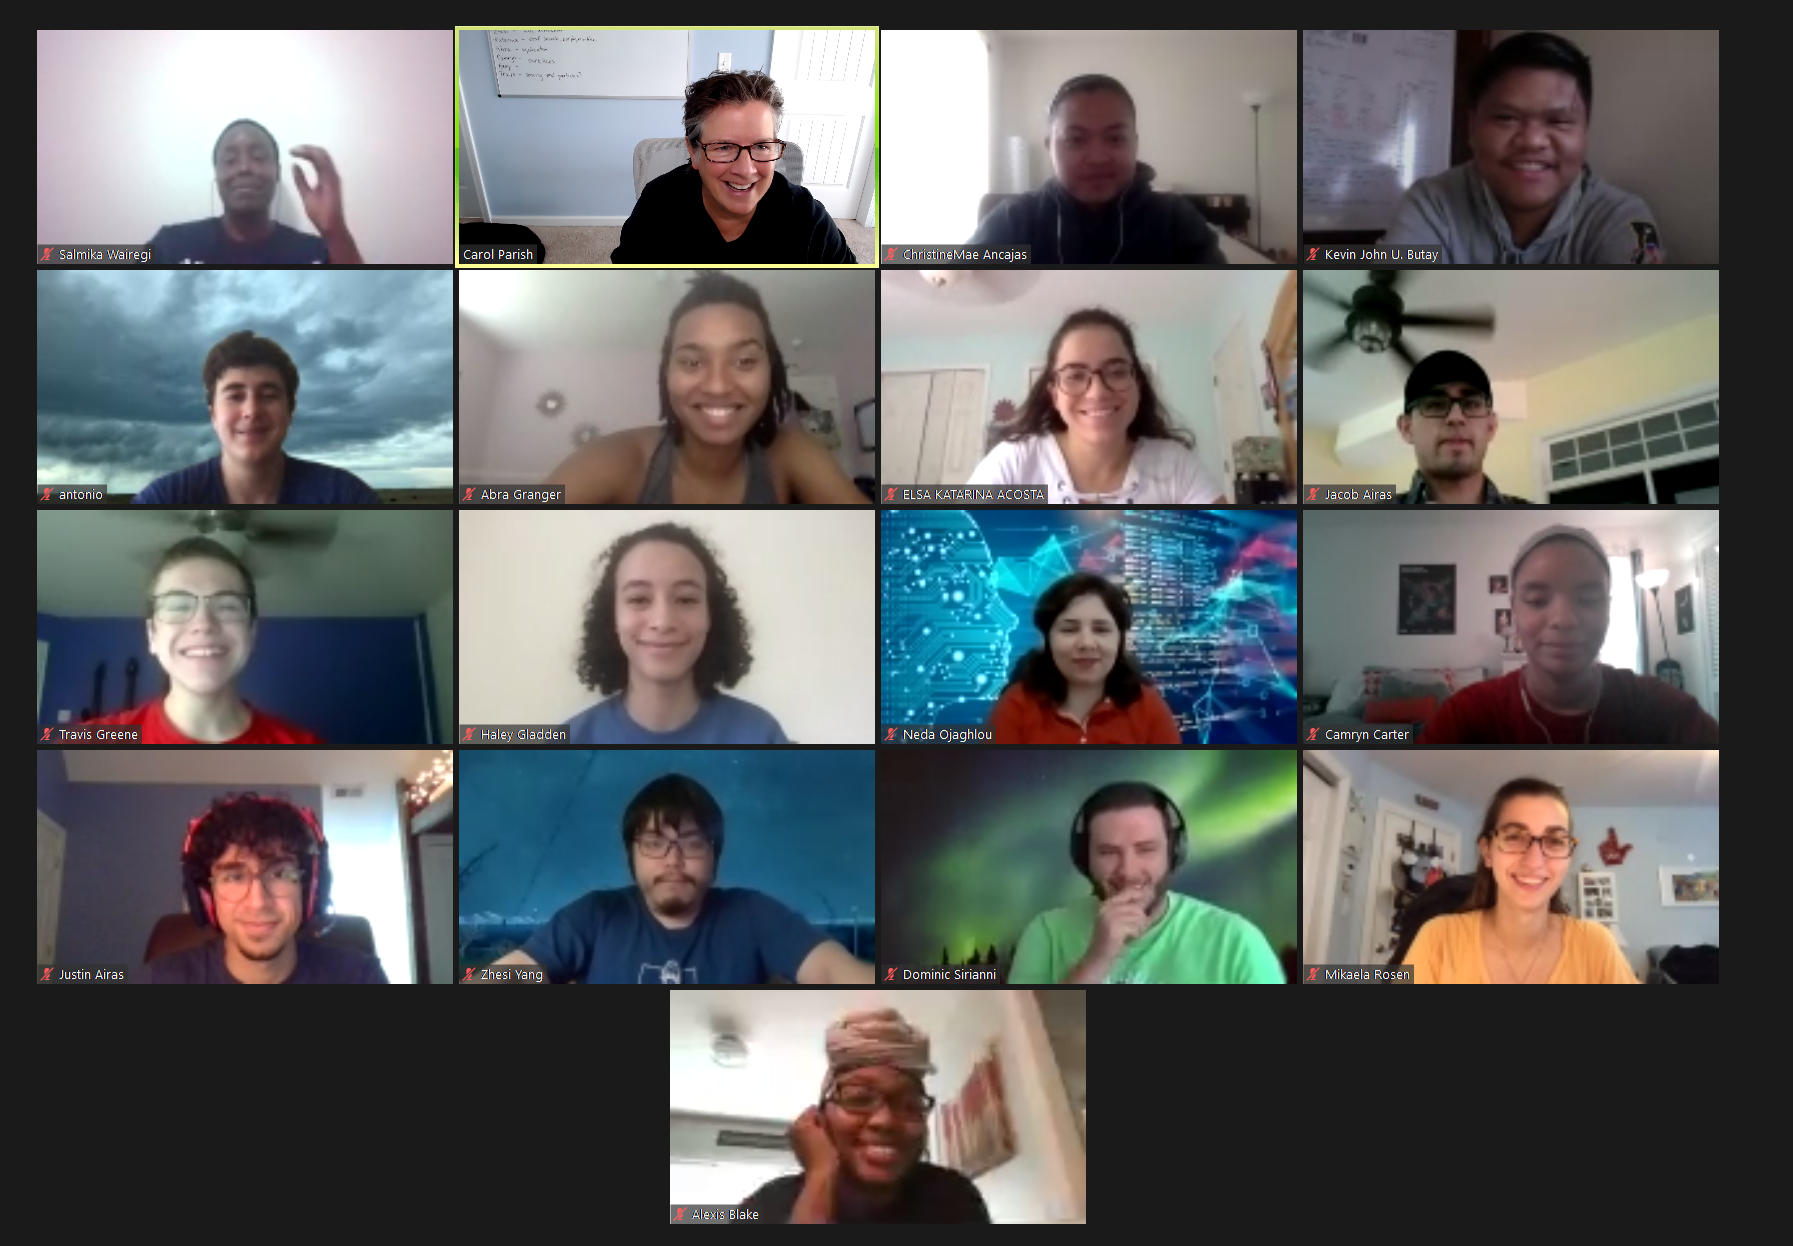 Salmika Wairegi
Carol Parish
ChristineMae Ancajas
Kevin John U. Butay
antonio
Abra Granger
ELSA KATARINA ACOSTA
Jacob Airas
Travis Greene
Haley Gladden
Neda Ojaghlou
Camryn Carter
Justin Airas
Zhesi Yang
Dominic Sirianni
Mikaela Rosen
Alexis Blake